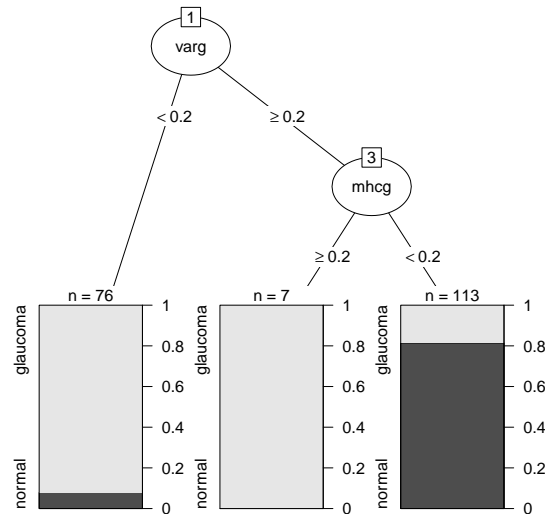 1
varg
< 0.2
≥ 0.2
3
mhcg
≥ 0.2
< 0.2
n = 76
normal
glaucoma
0
0.2
0.4
0.6
0.8
1
n = 7
normal
glaucoma
0
0.2
0.4
0.6
0.8
1
n = 113
normal
glaucoma
0
0.2
0.4
0.6
0.8
1